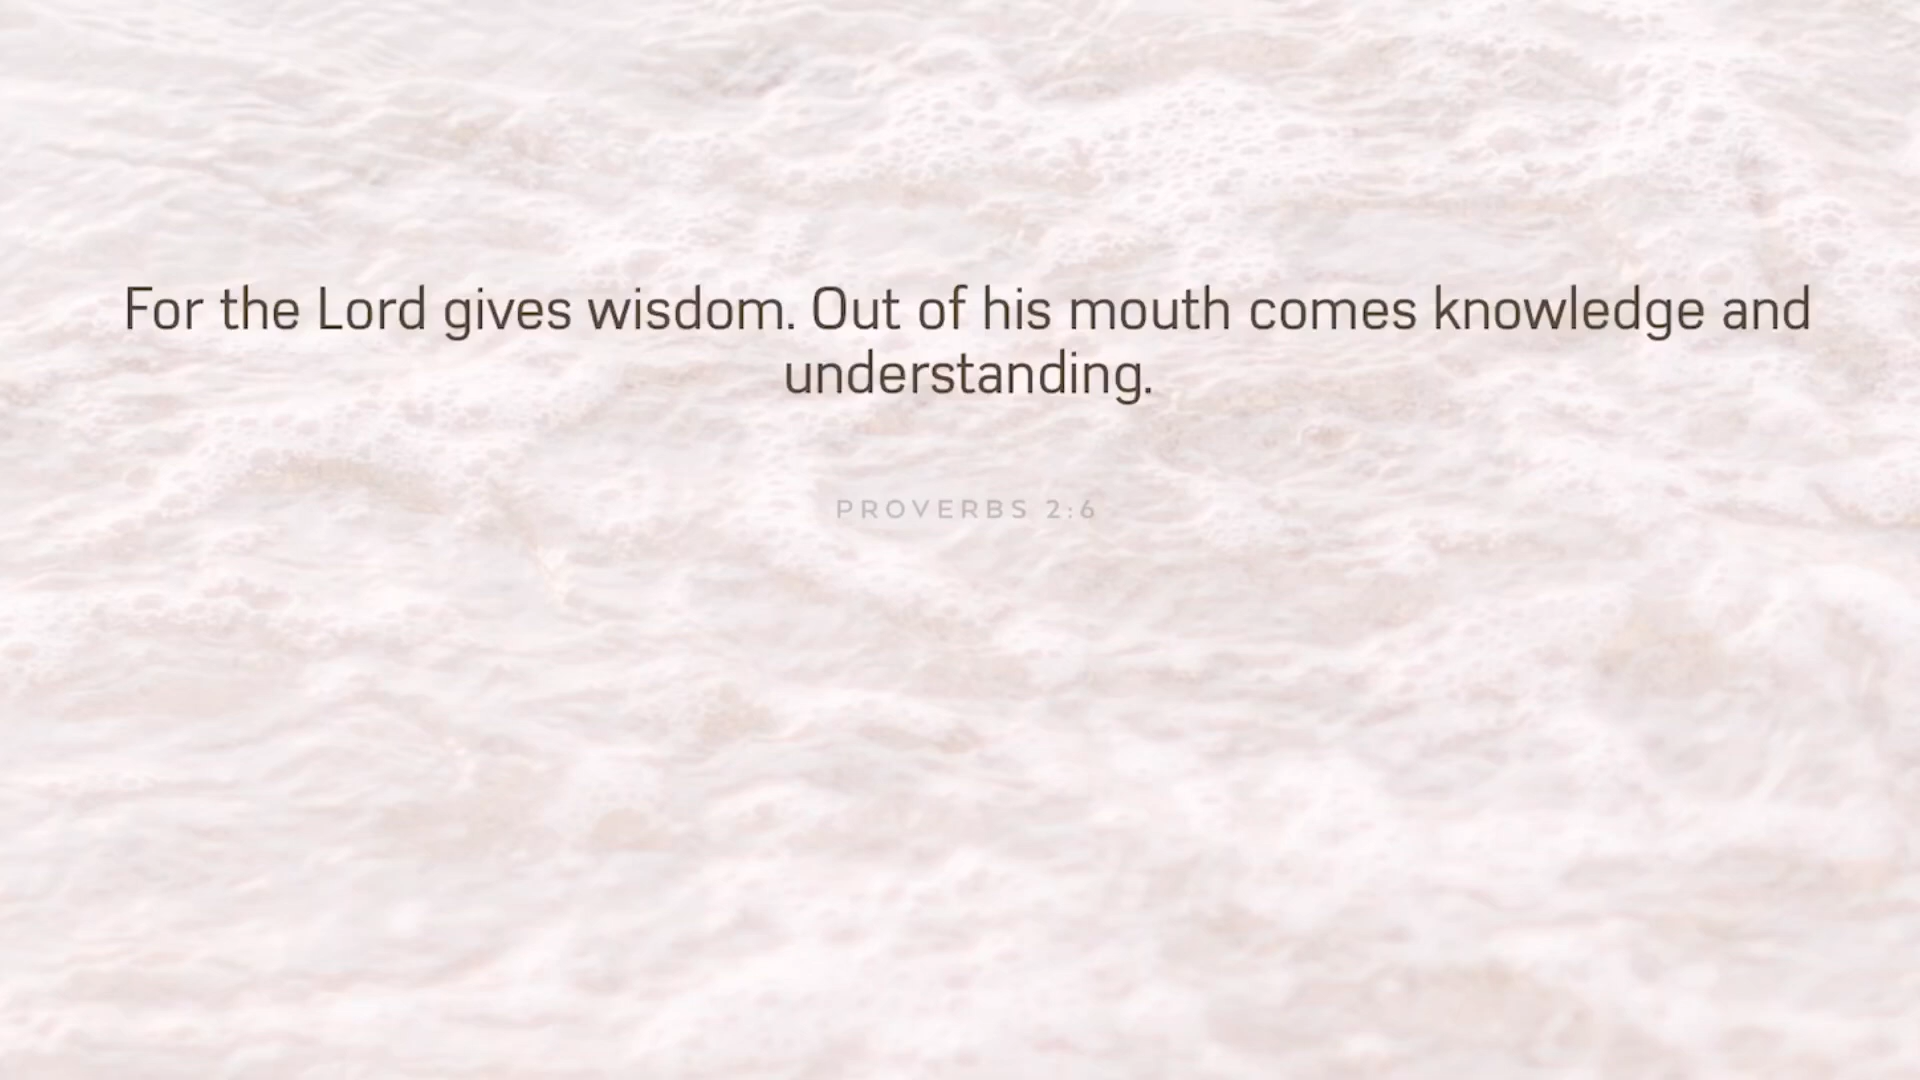 For the Lord gives wisdom. Out of his mouth comes knowledge and
understanding.
PROVERBS 2:6